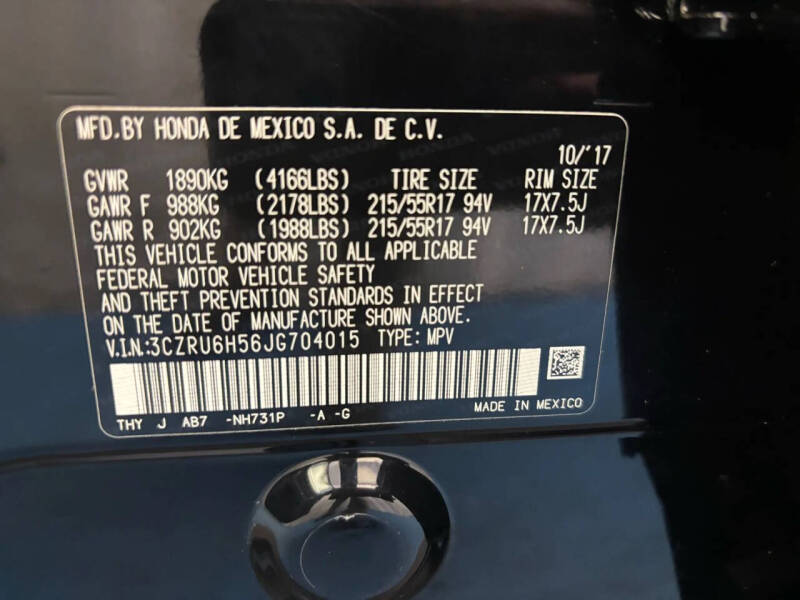 MFD. BY HONDA DE MEXICO S.A. DE C.V.
10/'17
GVWR 1890KG (4166LBS) TIRE SIZE RIM SIZE
GAWR F 988KG (2178LBS) 215/55R17 94V 17X7.5J
GAWR R 902KG (1988LBS) 215/55R17 94V 17X7.5J
THIS VEHICLE CONFORMS TO ALL APPLICABLE
FEDERAL MOTOR VEHICLE SAFETY
AND THEFT PREVENTION STANDARDS IN EFFECT
ON THE DATE OF MANUFACTURE SHOWN ABOVE.
V.I.N.:3CZRU6H56JG704015 TYPE: MPV
THY J AB7 -NH731P -A -G MADE IN MEXICO